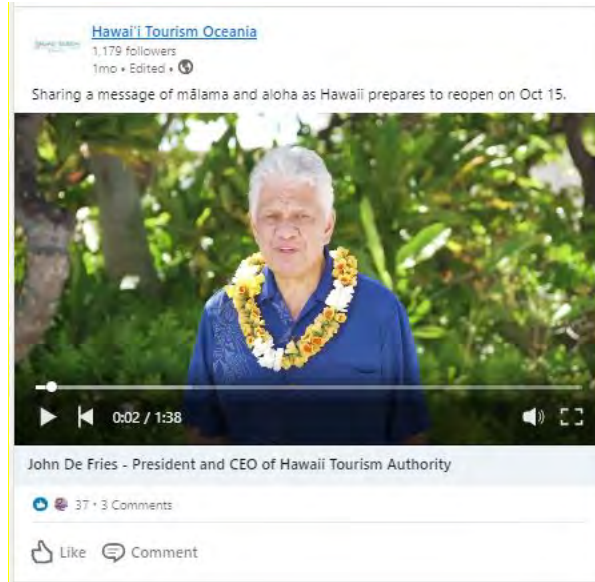 Hawai'i Tourism Oceania
1,179 followers
1mo • Edited •
Sharing a message of mālama and aloha as Hawaii prepares to reopen on Oct 15.
0:02 / 1:38
John De Fries - President and CEO of Hawaii Tourism Authority
37 • 3 Comments
Like Comment